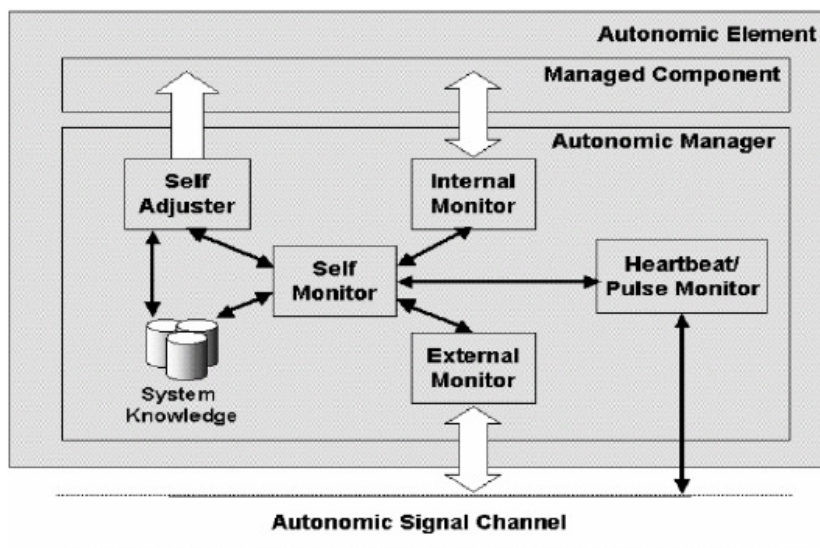 Autonomic Element
Managed Component
Autonomic Manager
Self
Adjuster
Internal
Monitor
Self
Monitor
Heartbeat/
Pulse Monitor
External
Monitor
System
Knowledge
Autonomic Signal Channel